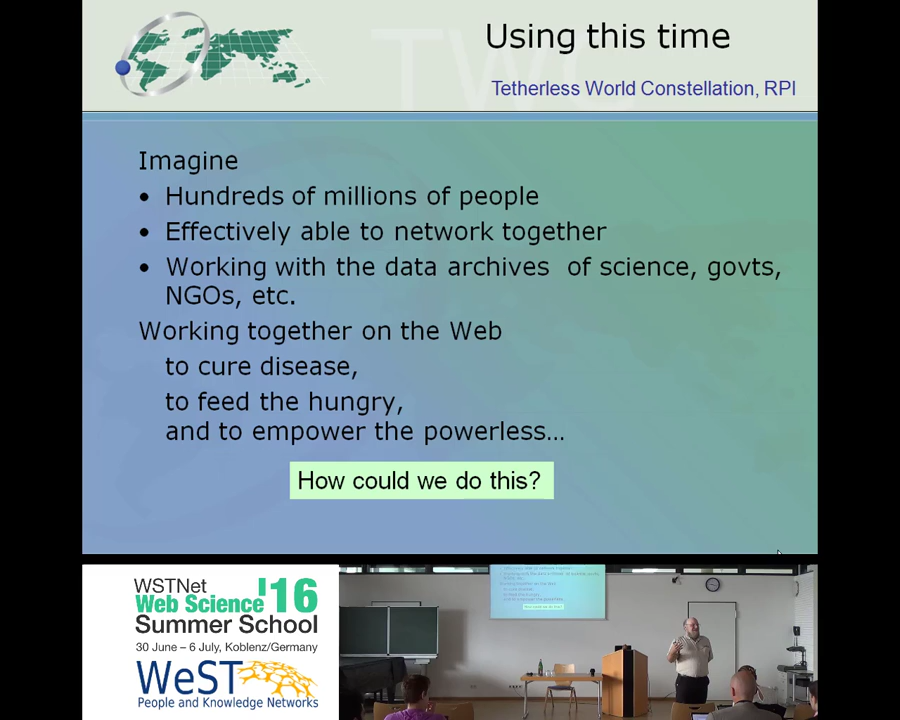 Using this time
Tetherless World Constellation, RPI
Imagine
• Hundreds of millions of people
• Effectively able to network together
• Working with the data archives of science, govts,
NGOs, etc.
Working together on the Web
to cure disease,
to feed the hungry,
and to empower the powerless…
How could we do this?
WSTNet
Web Science '16
Summer School
30 June – 6 July, Koblenz/Germany
WeST
People and Knowledge Networks